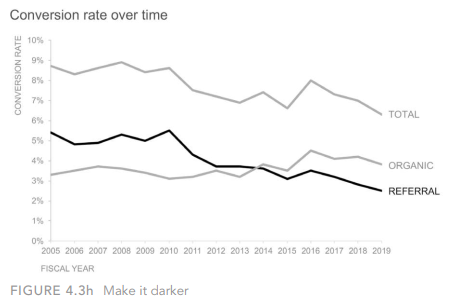 Conversion rate over time
CONVERSION RATE
10%
9%
8%
7%
6%
5%
4%
3%
2%
1%
0%
TOTAL
ORGANIC
REFERRAL
2005 2006 2007 2008 2009 2010 2011 2012 2013 2014 2015 2016 2017 2018 2019
FISCAL YEAR
FIGURE 4.3h Make it darker